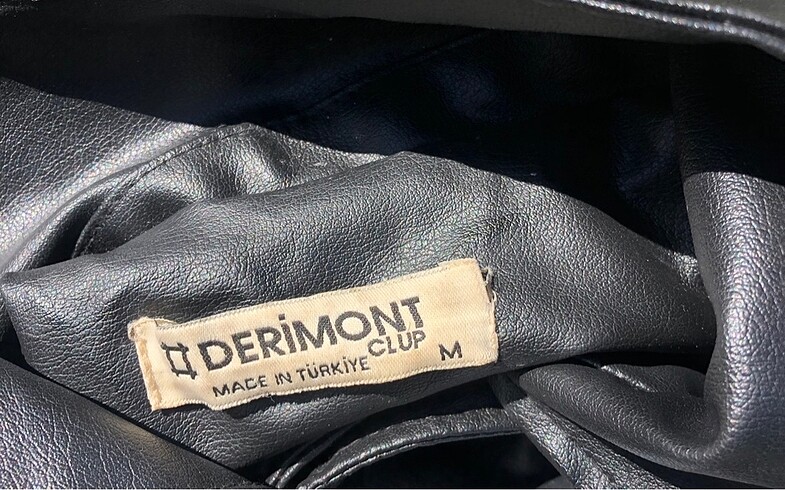 DERİMONT
CLUP
MADE IN TÜRKİYE
M